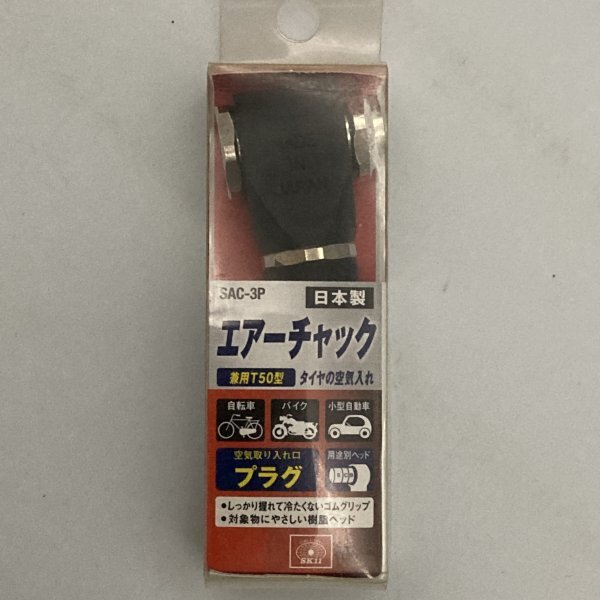 SAC-3P
日本製
エアーチャック
兼用T50型
タイヤの空気入れ
自転車
バイク
小型自動車
空気取り入れ口
プラグ
用途別ヘッド
・しっかり握れて冷たくないゴムグリップ
・対象物にやさしい樹脂ヘッド
SK11